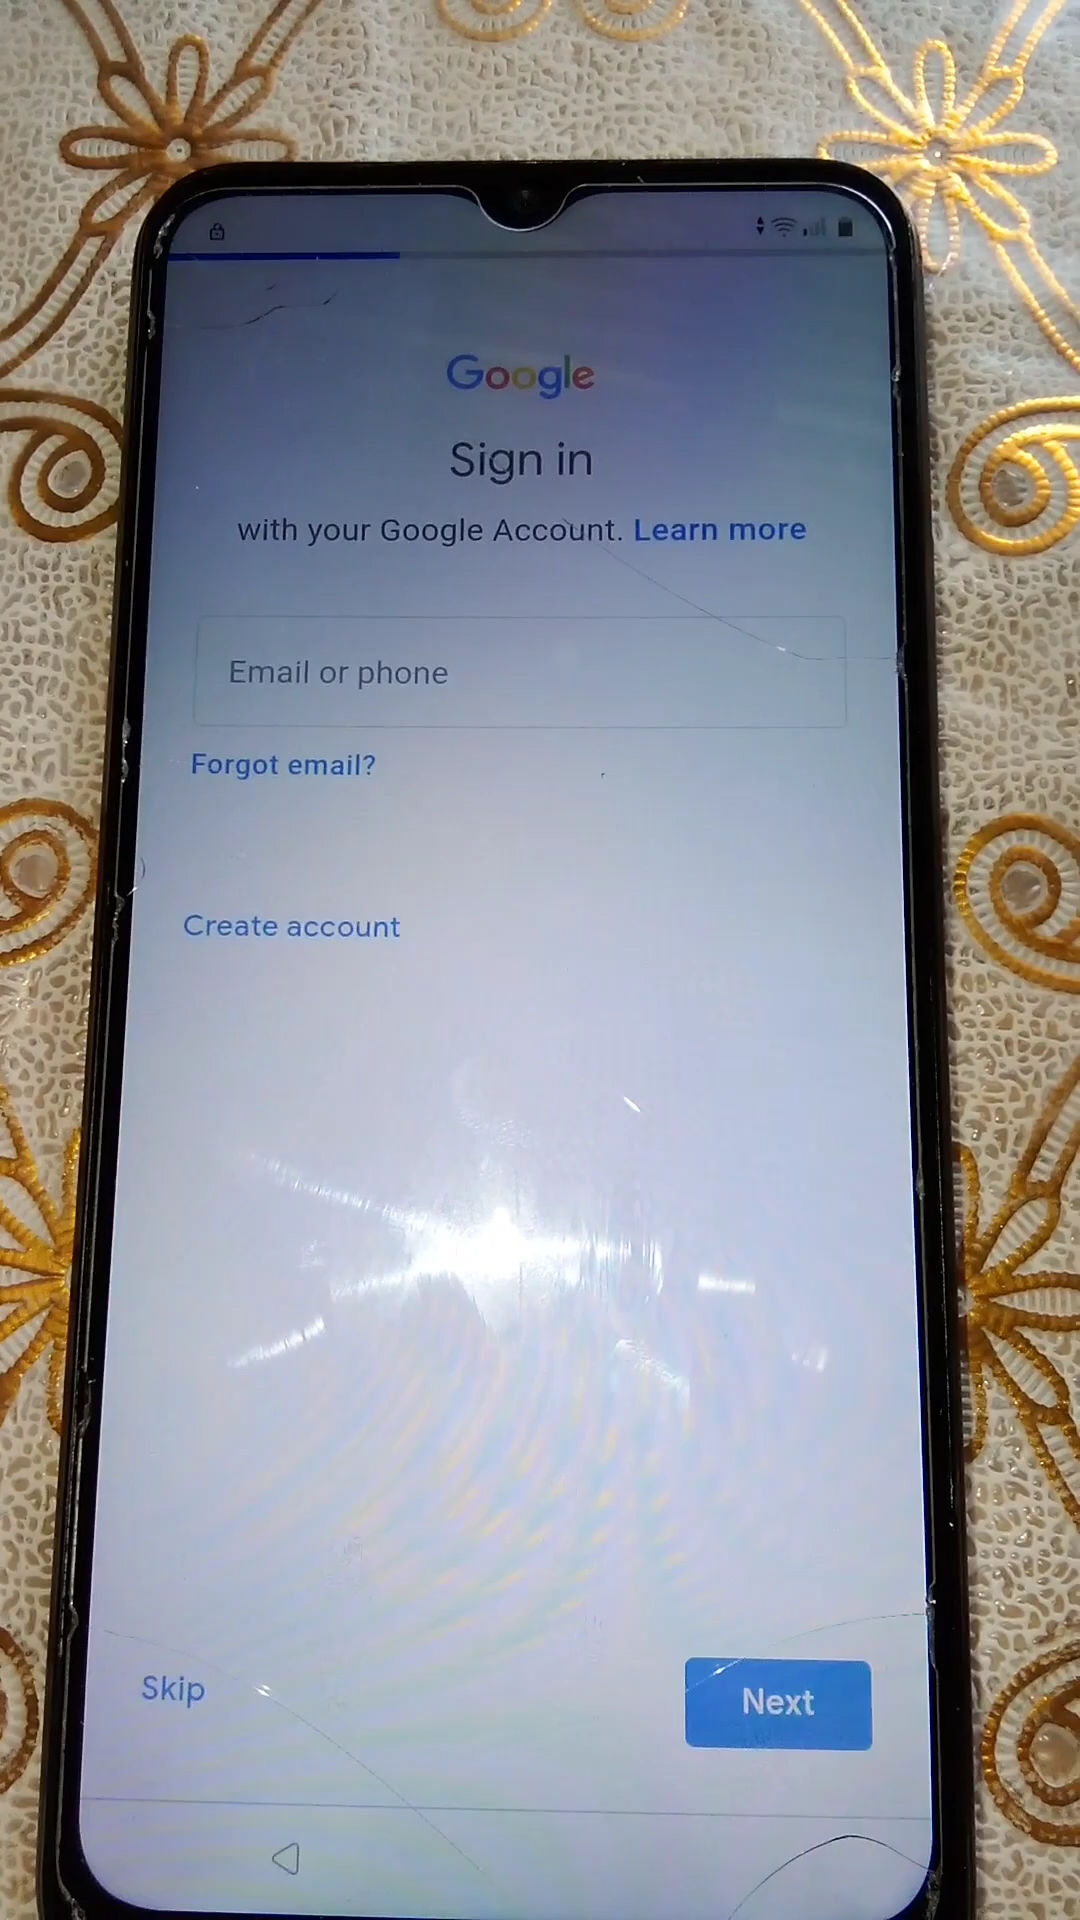 Google
Sign in
with your Google Account. Learn more
Email or phone
Forgot email?
Create account
Skip
Next